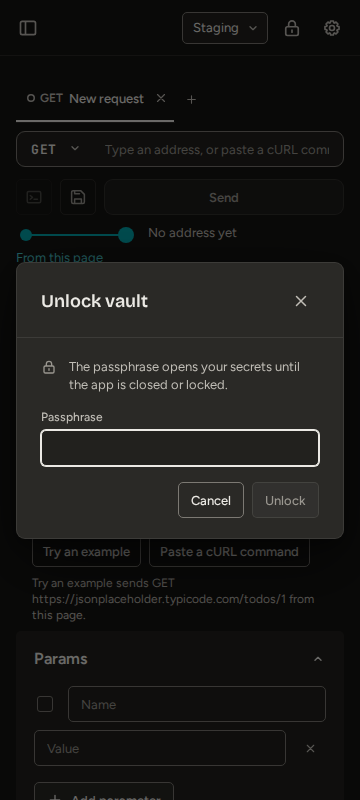 Staging
GET New request
GET Type an address, or paste a cURL comm
Send
No address yet
From this page
Unlock vault
The passphrase opens your secrets until
the app is closed or locked.
Passphrase
Cancel Unlock
Try an example Paste a cURL command
Try an example sends GET
https://jsonplaceholder.typicode.com/todos/1 from
this page.
Params
Name
Value
Add parameter